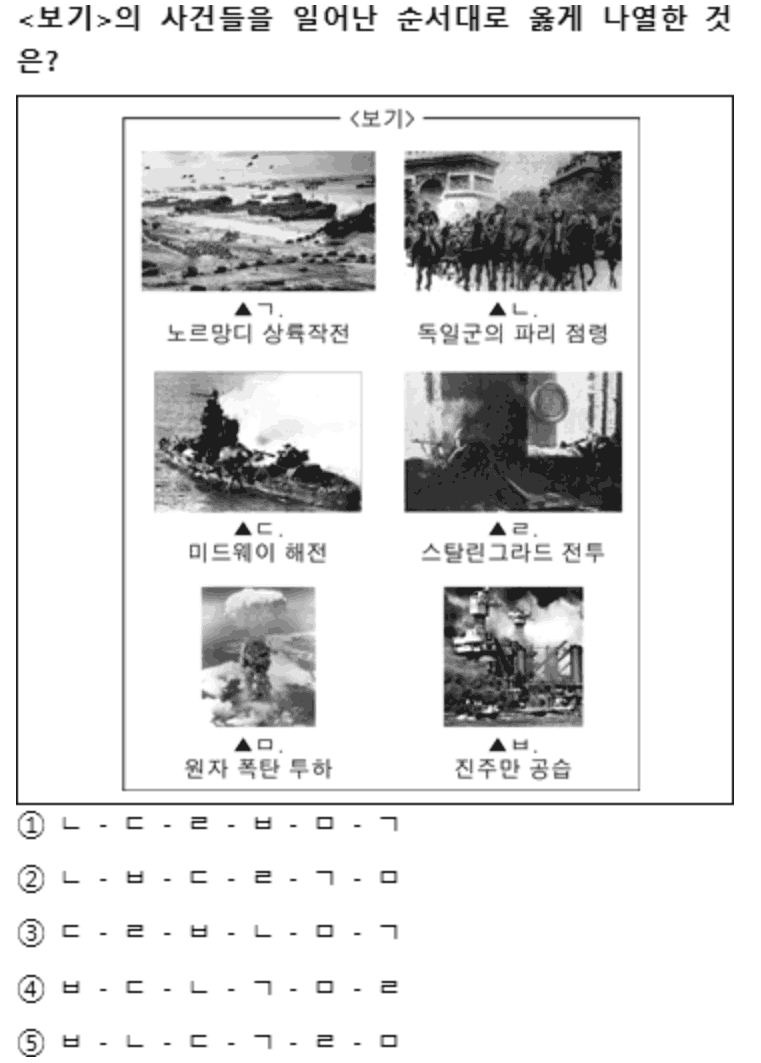 <보기>의 사건들을 일어난 순서대로 옳게 나열한 것
은?
<보기>
▲ㄱ.
노르망디 상륙작전
▲ㄴ.
독일군의 파리 점령
▲ㄷ.
미드웨이 해전
▲ㄹ.
스탈린그라드 전투
▲ㅁ.
원자 폭탄 투하
▲ㅂ.
진주만 공습
① ㄴ - ㄷ - ㄹ - ㅂ - ㅁ - ㄱ
② ㄴ - ㅂ - ㄷ - ㄹ - ㄱ - ㅁ
③ ㄷ - ㄹ - ㅂ - ㄴ - ㅁ - ㄱ
④ ㅂ - ㄷ - ㄴ - ㄱ - ㅁ - ㄹ
⑤ ㅂ - ㄴ - ㄷ - ㄱ - ㄹ - ㅁ